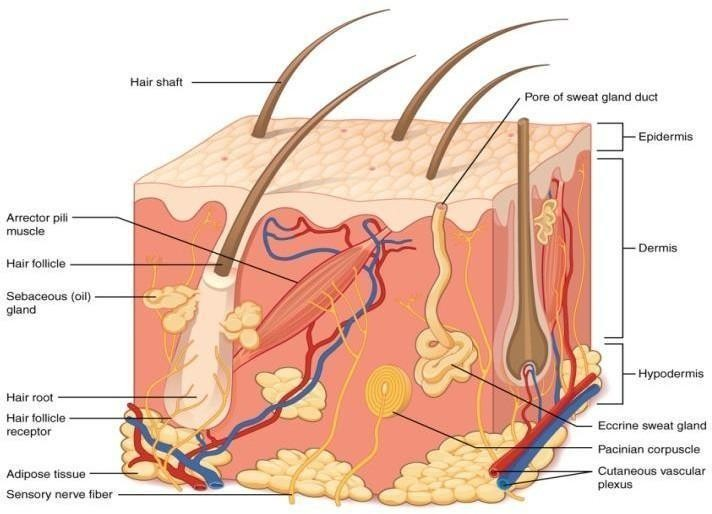 Hair shaft
Pore of sweat gland duct
Epidermis
Arrector pili
muscle
Dermis
Hair follicle
Sebaceous (oil)
gland
Hypodermis
Hair root
Hair follicle
receptor
Eccrine sweat gland
Pacinian corpuscle
Adipose tissue
Cutaneous vascular
plexus
Sensory nerve fiber